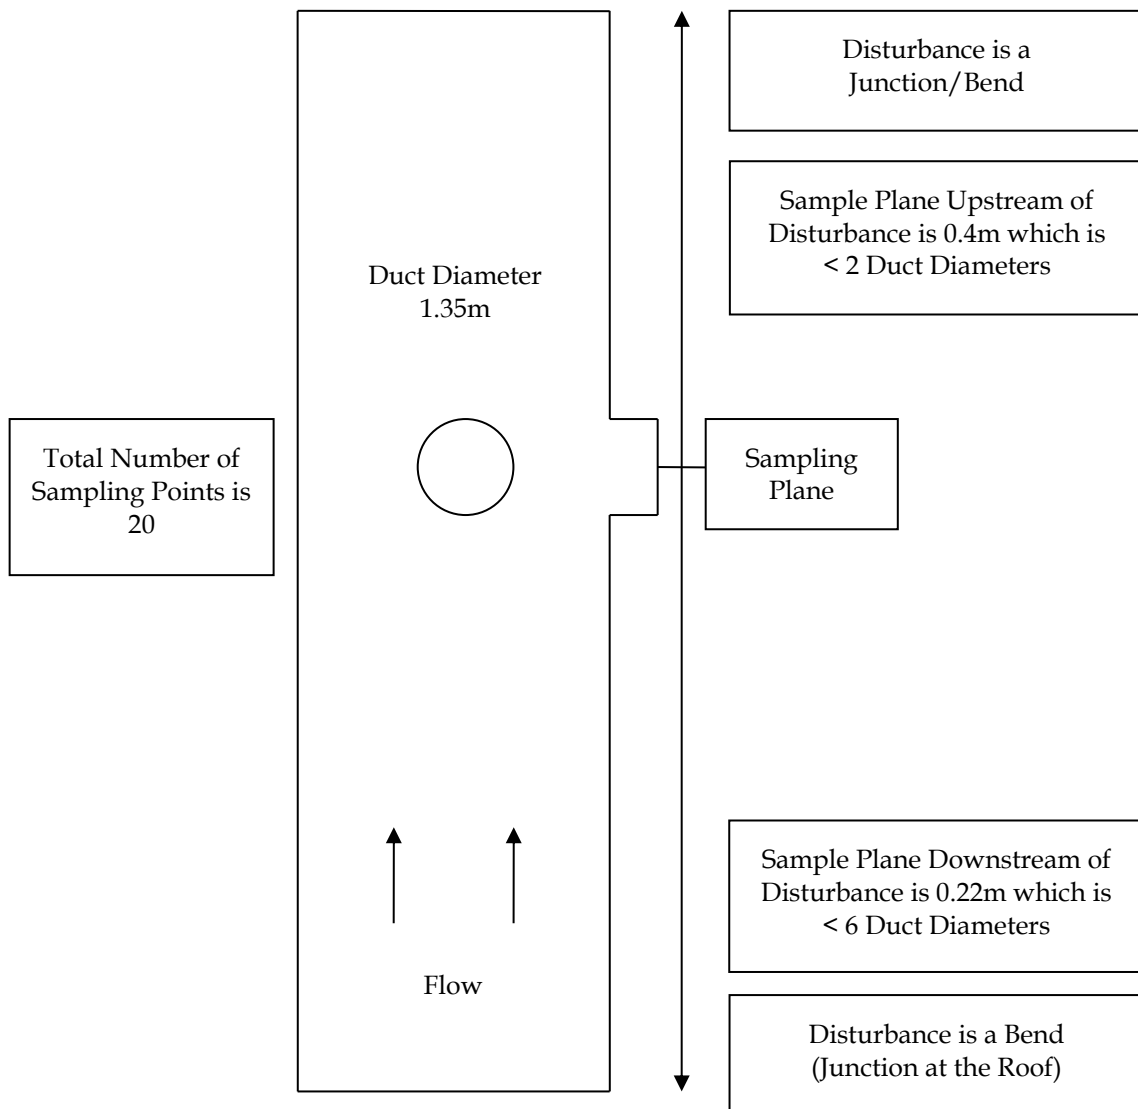 Disturbance is a
Junction/Bend
Sample Plane Upstream of
Disturbance is 0.4m which is
< 2 Duct Diameters
Duct Diameter
1.35m
Total Number of
Sampling Points is
20
Sampling
Plane
Sample Plane Downstream of
Disturbance is 0.22m which is
< 6 Duct Diameters
Flow
Disturbance is a Bend
(Junction at the Roof)